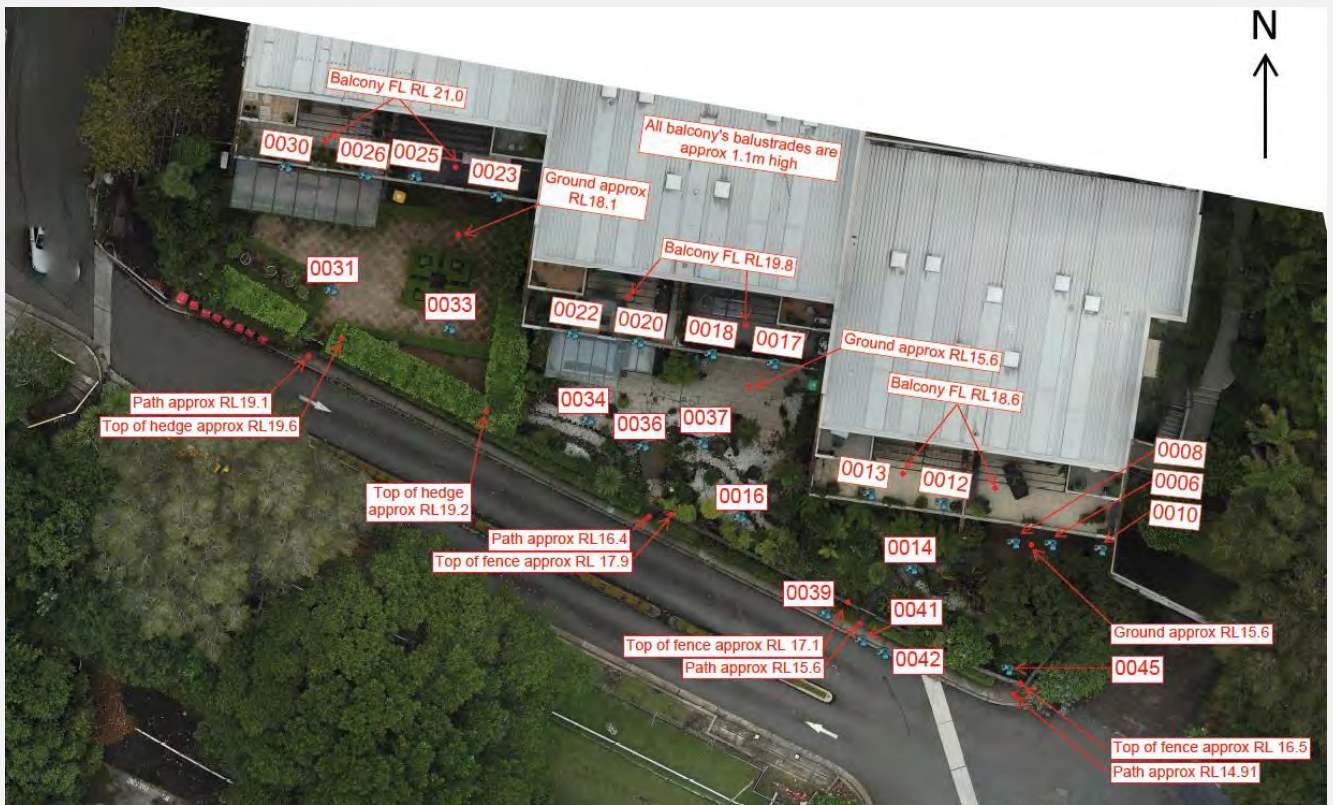 N
Balcony FL RL 21.0
All balcony's balustrades are
approx 1.1m high
0030
0026
0025
0023
Ground approx
RL18.1
0031
0033
Balcony FL RL19.8
0022
0020
0018
0017
Ground approx RL15.6
Balcony FL RL18.6
Path approx RL19.1
Top of hedge approx RL19.6
0034
0036
0037
0013
0012
0008
0006
0010
Top of hedge
approx RL19.2
0016
Path approx RL16.4
Top of fence approx RL 17.9
0014
0039
0041
Top of fence approx RL 17.1
Path approx RL15.6
0042
Ground approx RL15.6
0045
Top of fence approx RL 16.5
Path approx RL14.91